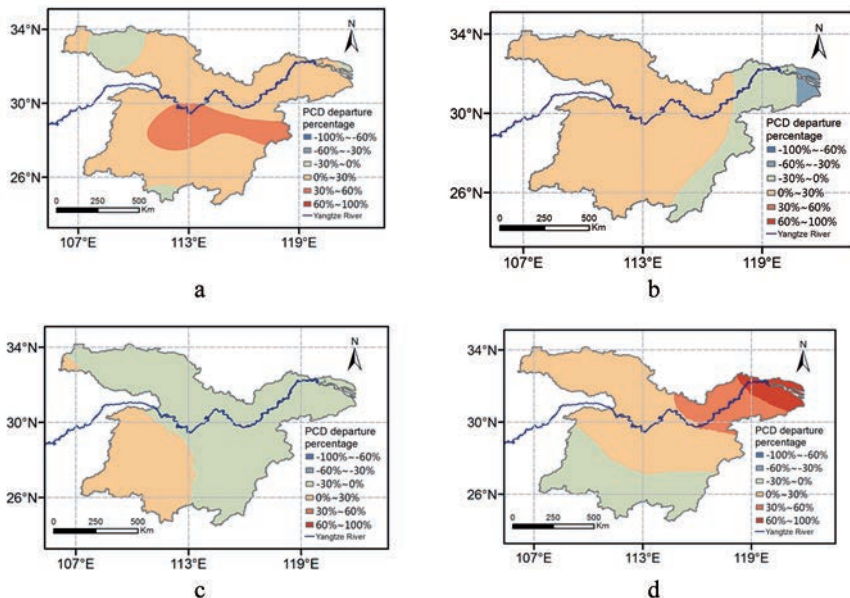 34°N
30°N
26°N
N
PCD departure
percentage
-100%~-60%
-60%~-30%
-30%~0%
0%~30%
30%~60%
60%~100%
Yangtze River
0 250 500
Km
107°E 113°E 119°E
a
34°N
30°N
26°N
N
PCD departure
percentage
-100%~-60%
-60%~-30%
-30%~0%
0%~30%
30%~60%
60%~100%
Yangtze River
0 250 500
Km
107°E 113°E 119°E
b
34°N
30°N
26°N
N
PCD departure
percentage
-100%~-60%
-60%~-30%
-30%~0%
0%~30%
30%~60%
60%~100%
Yangtze River
0 250 500
Km
107°E 113°E 119°E
c
34°N
30°N
26°N
N
PCD departure
percentage
-100%~-60%
-60%~-30%
-30%~0%
0%~30%
30%~60%
60%~100%
Yangtze River
0 250 500
Km
107°E 113°E 119°E
d